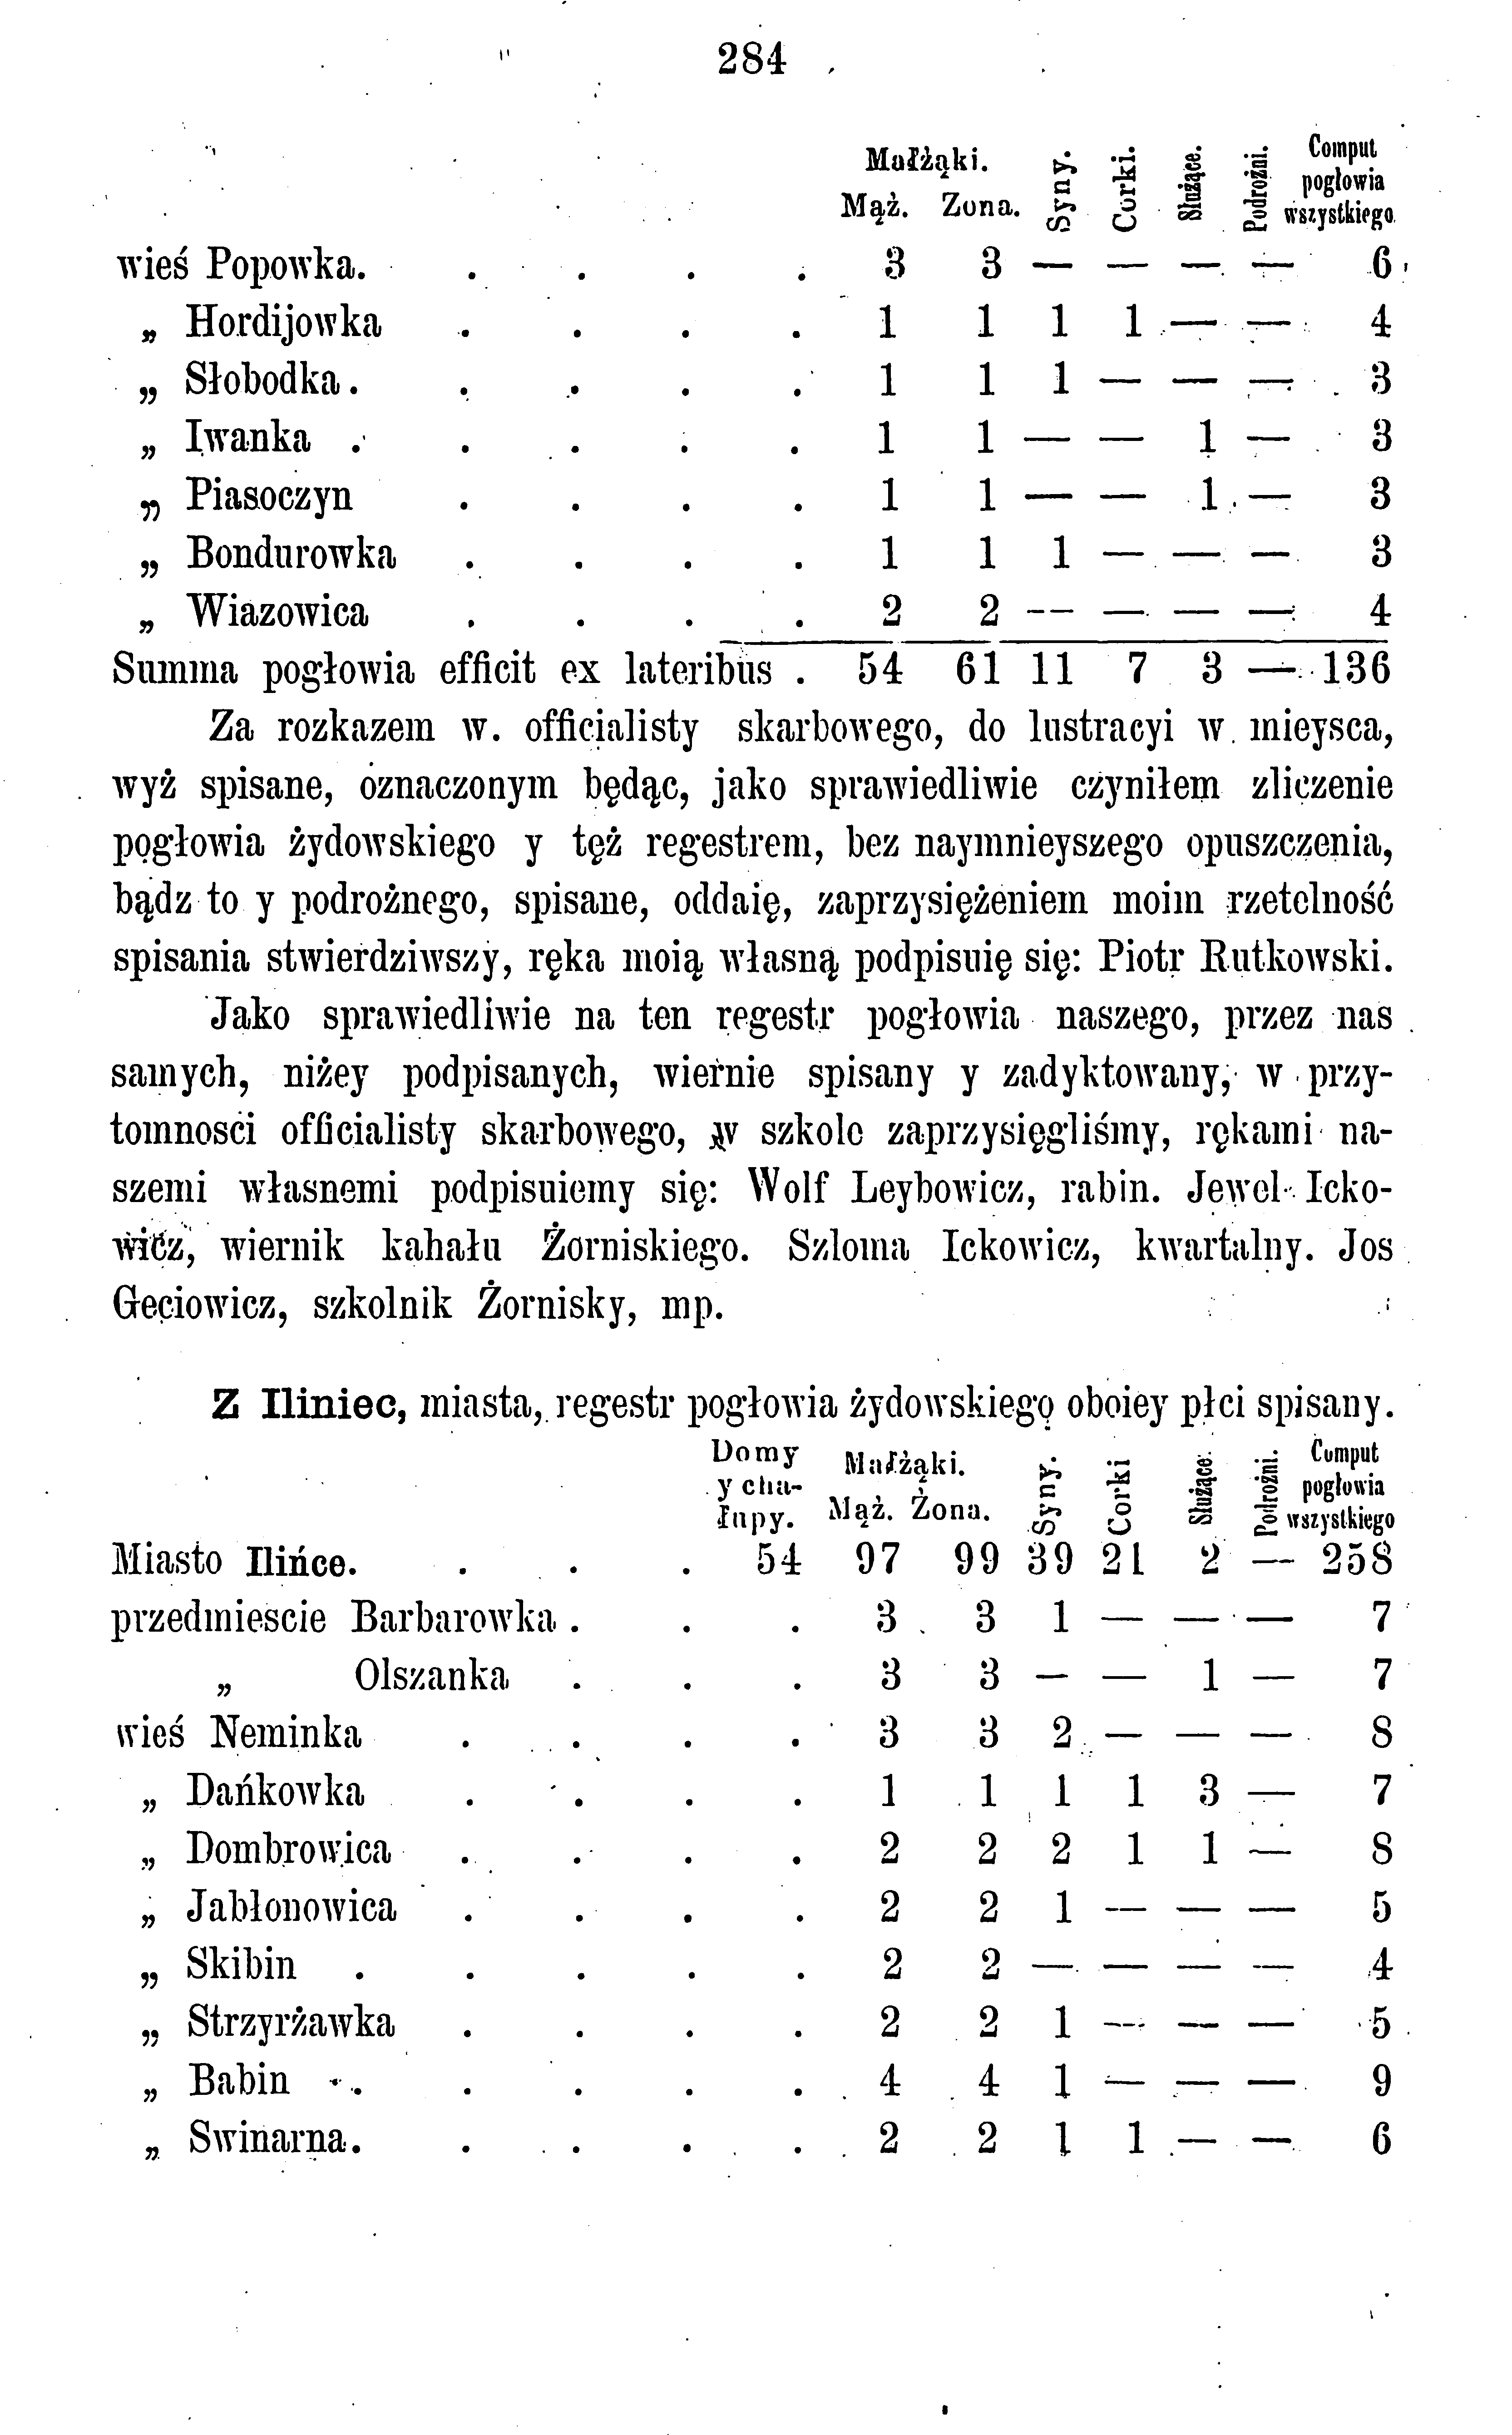 284
Małżąki. Syny. Corki. Służące. Podrożni. Comput
pogłowia
Mąż. Zona. wszystkiego
wieś Popowka. . . . . 3 3 — — — — 6
„ Hordijowka . . . . 1 1 1 1 — — 4
„ Słobodka . . . . . 1 1 1 — — — 3
„ Iwanka . . . . . 1 1 — — 1 — 3
„ Piasoczyn . . . . 1 1 — — 1 — 3
„ Bondurowka . . . . 1 1 1 — — — 3
„ Wiazowica . . . . 2 2 — — — — 4
Summa pogłowia efficit ex lateribus . 54 61 11 7 3 — 136
Za rozkazem w. officialisty skarbowego, do lustracyi w mieysca,
wyż spisane, oznaczonym będąc, jako sprawiedliwie czyniłem zliczenie
pogłowia żydowskiego y tęż regestrem, bez naymnieyszego opuszczenia,
bądz to y podrożnego, spisane, oddaię, zaprzysiężeniem moim rzetelność
spisania stwierdziwszy, ręka moią własną podpisuię się: Piotr Rutkowski.
Jako sprawiedliwie na ten regestr pogłowia naszego, przez nas
samych, niżey podpisanych, wiernie spisany y zadyktowany, w przy-
tomnosci officialisty skarbowego, w szkole zaprzysięgliśmy, rękami na-
szemi własnemi podpisuiemy się: Wolf Leybowicz, rabin. Jewel Icko-
wicz, wiernik kahału Żorniskiego. Szloma Ickowicz, kwartalny. Jos
Geciowicz, szkolnik Żornisky, mp.
Z Iliniec, miasta, regestr pogłowia żydowskiego oboiey płci spisany.
Domy Małżąki. Syny. Corki Służące. Podrożni. Comput
y cha- pogłowia
łupy. Mąż. Żona. wszystkiego
Miasto Ilińce. . . . 54 97 99 39 21 2 — 258
przedmiescie Barbarowka . . . 3 3 1 — — — 7
„ Olszanka . . . 3 3 — — 1 — 7
wieś Neminka . . . . 3 3 2 — — — 8
„ Dańkowka . . . . 1 1 1 1 3 — 7
„ Dombrowica . . . . 2 2 2 1 1 — 8
„ Jabłonowica . . . . 2 2 1 — — — 5
„ Skibin . . . . . 2 2 — — — — 4
„ Strzyrżawka . . . . 2 2 1 — — — 5
„ Babin . . . . . 4 4 1 — — — 9
„ Swinarna . . . . . 2 2 1 1 — — 6